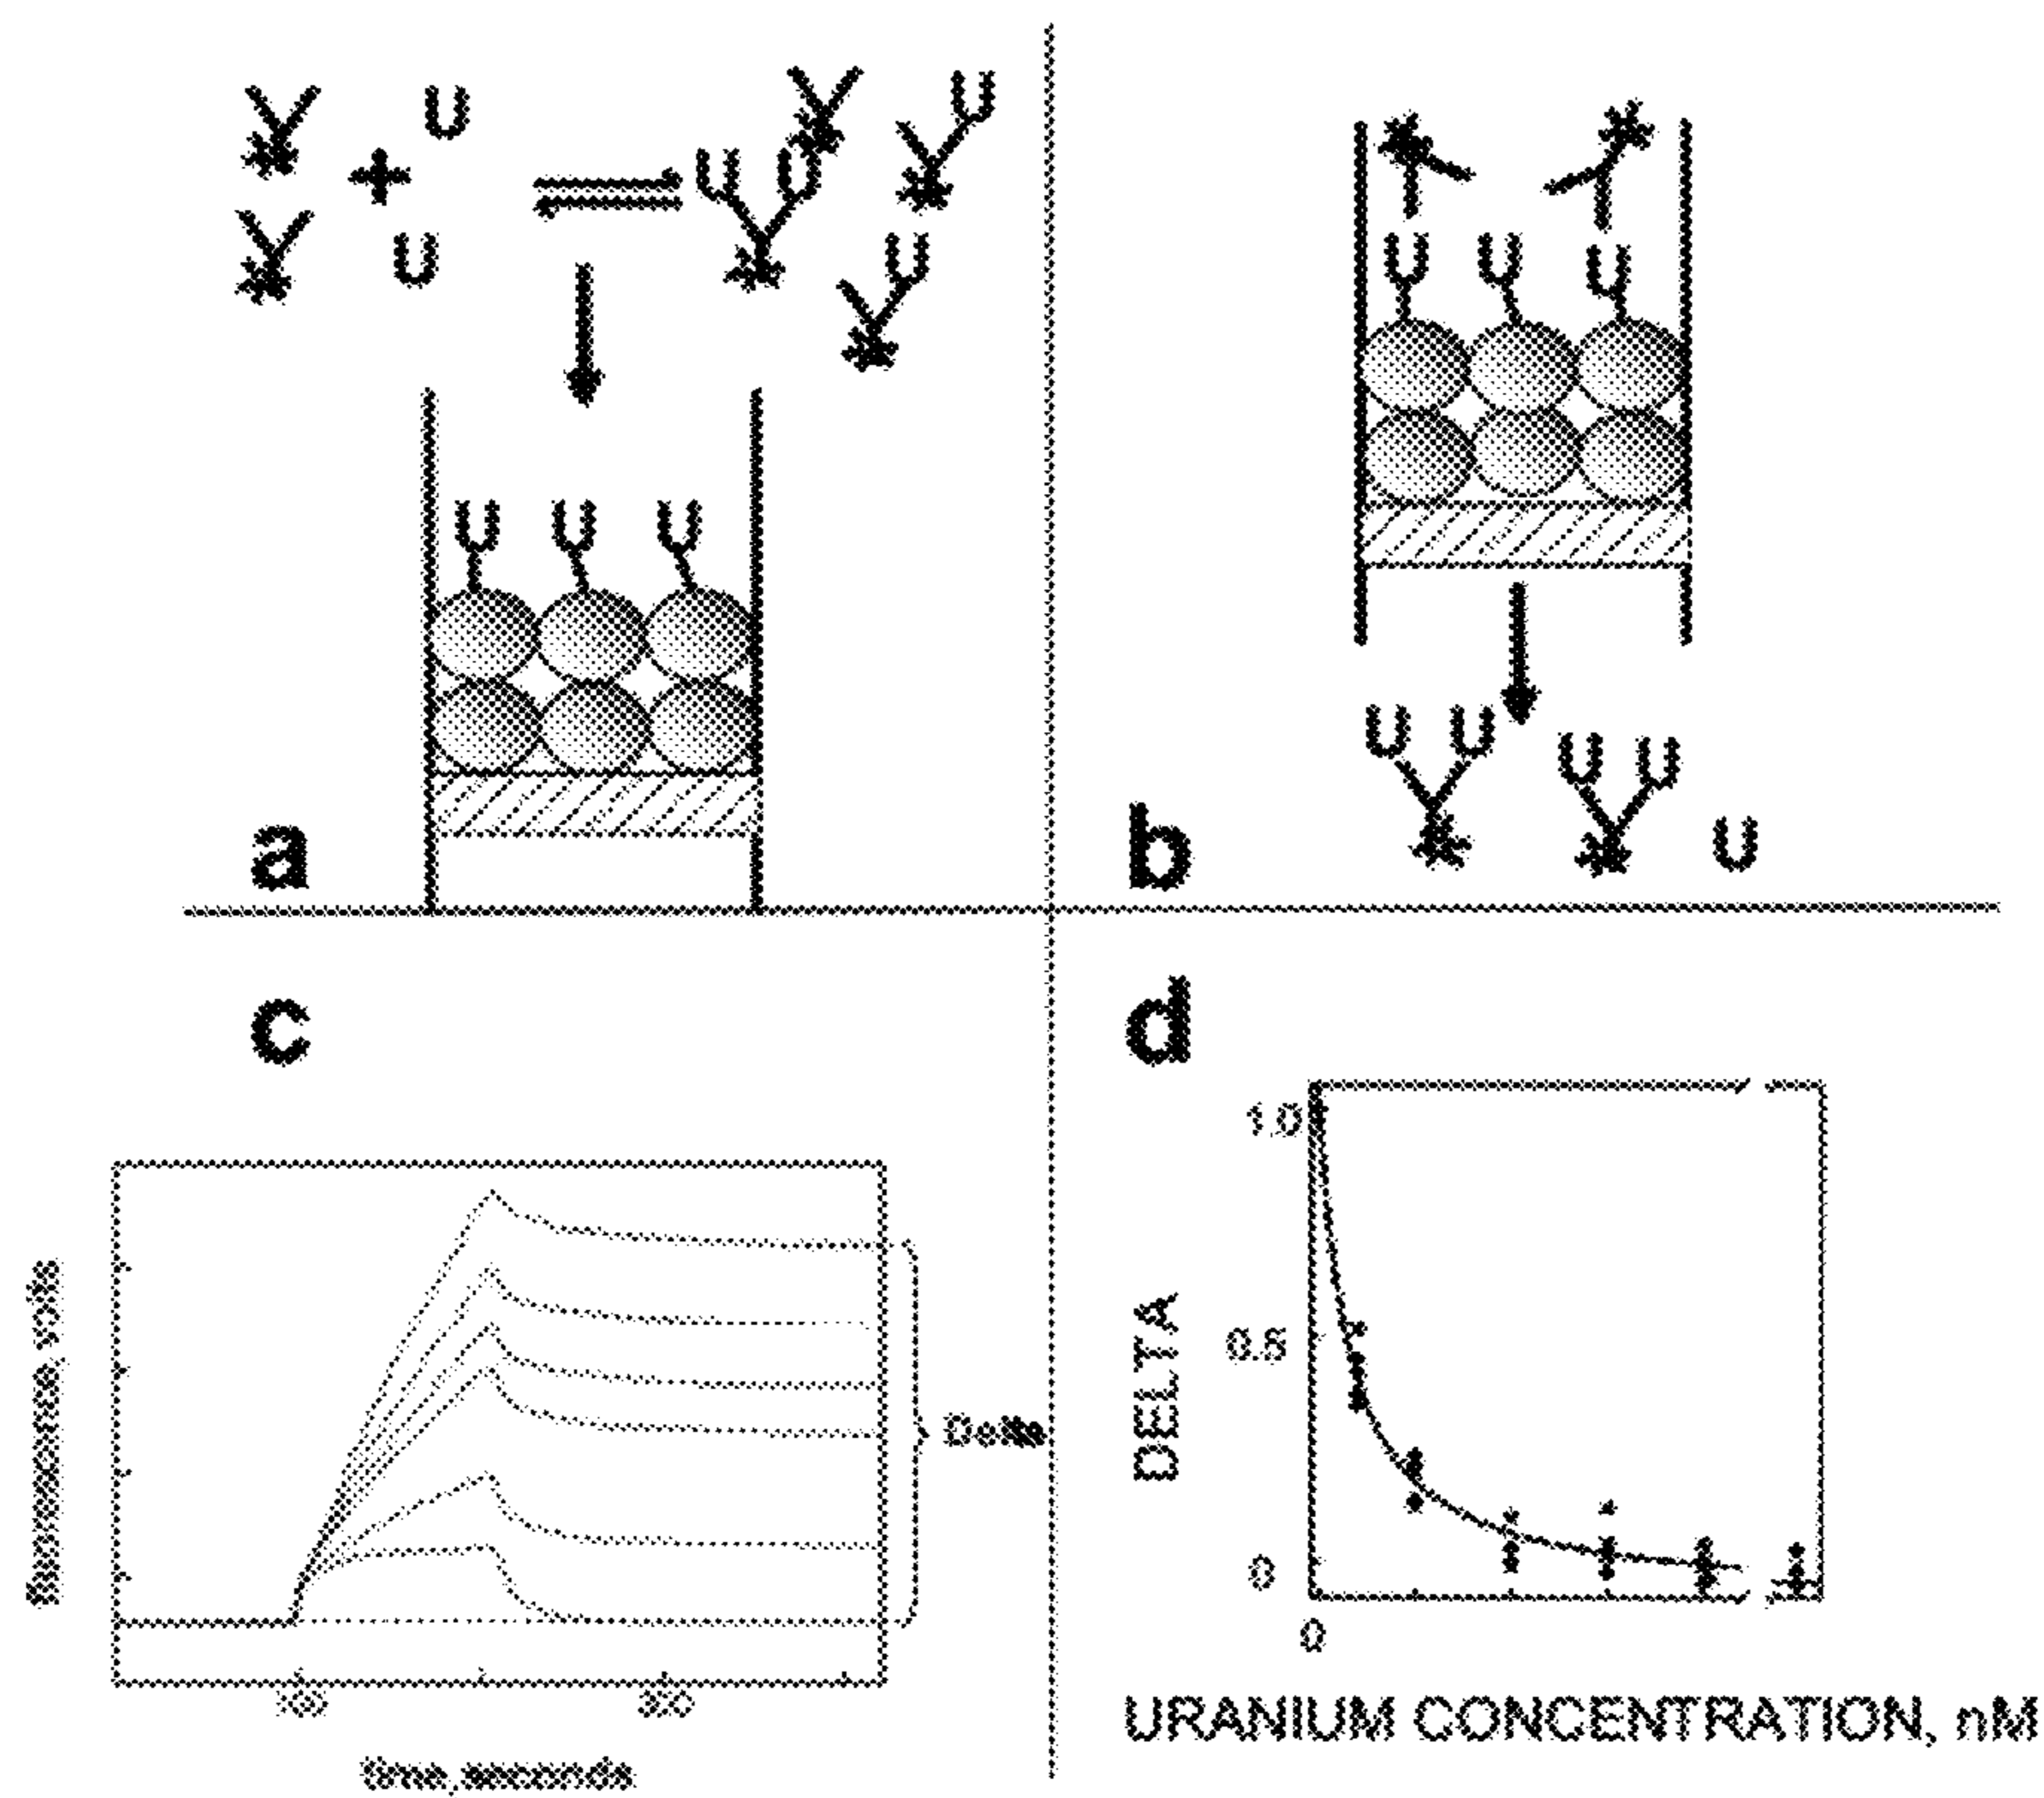 U
U U U
U U
U U U
U U U
a
b
U U U U U
c
d
1.0
0.5
0
0
DELTA
Delta
time, seconds
URANIUM CONCENTRATION, nM